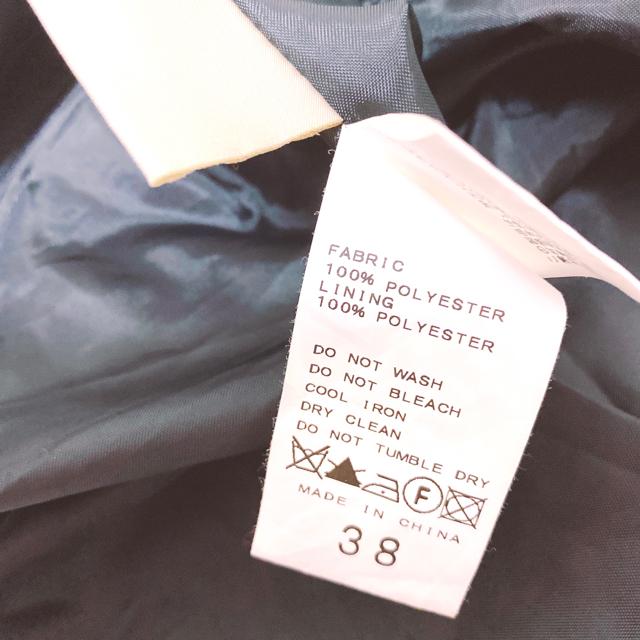 FABRIC
100% POLYESTER
LINING
100% POLYESTER
DO NOT WASH
DO NOT BLEACH
COOL IRON
DRY CLEAN
DO NOT TUMBLE DRY
F
MADE IN CHINA
38